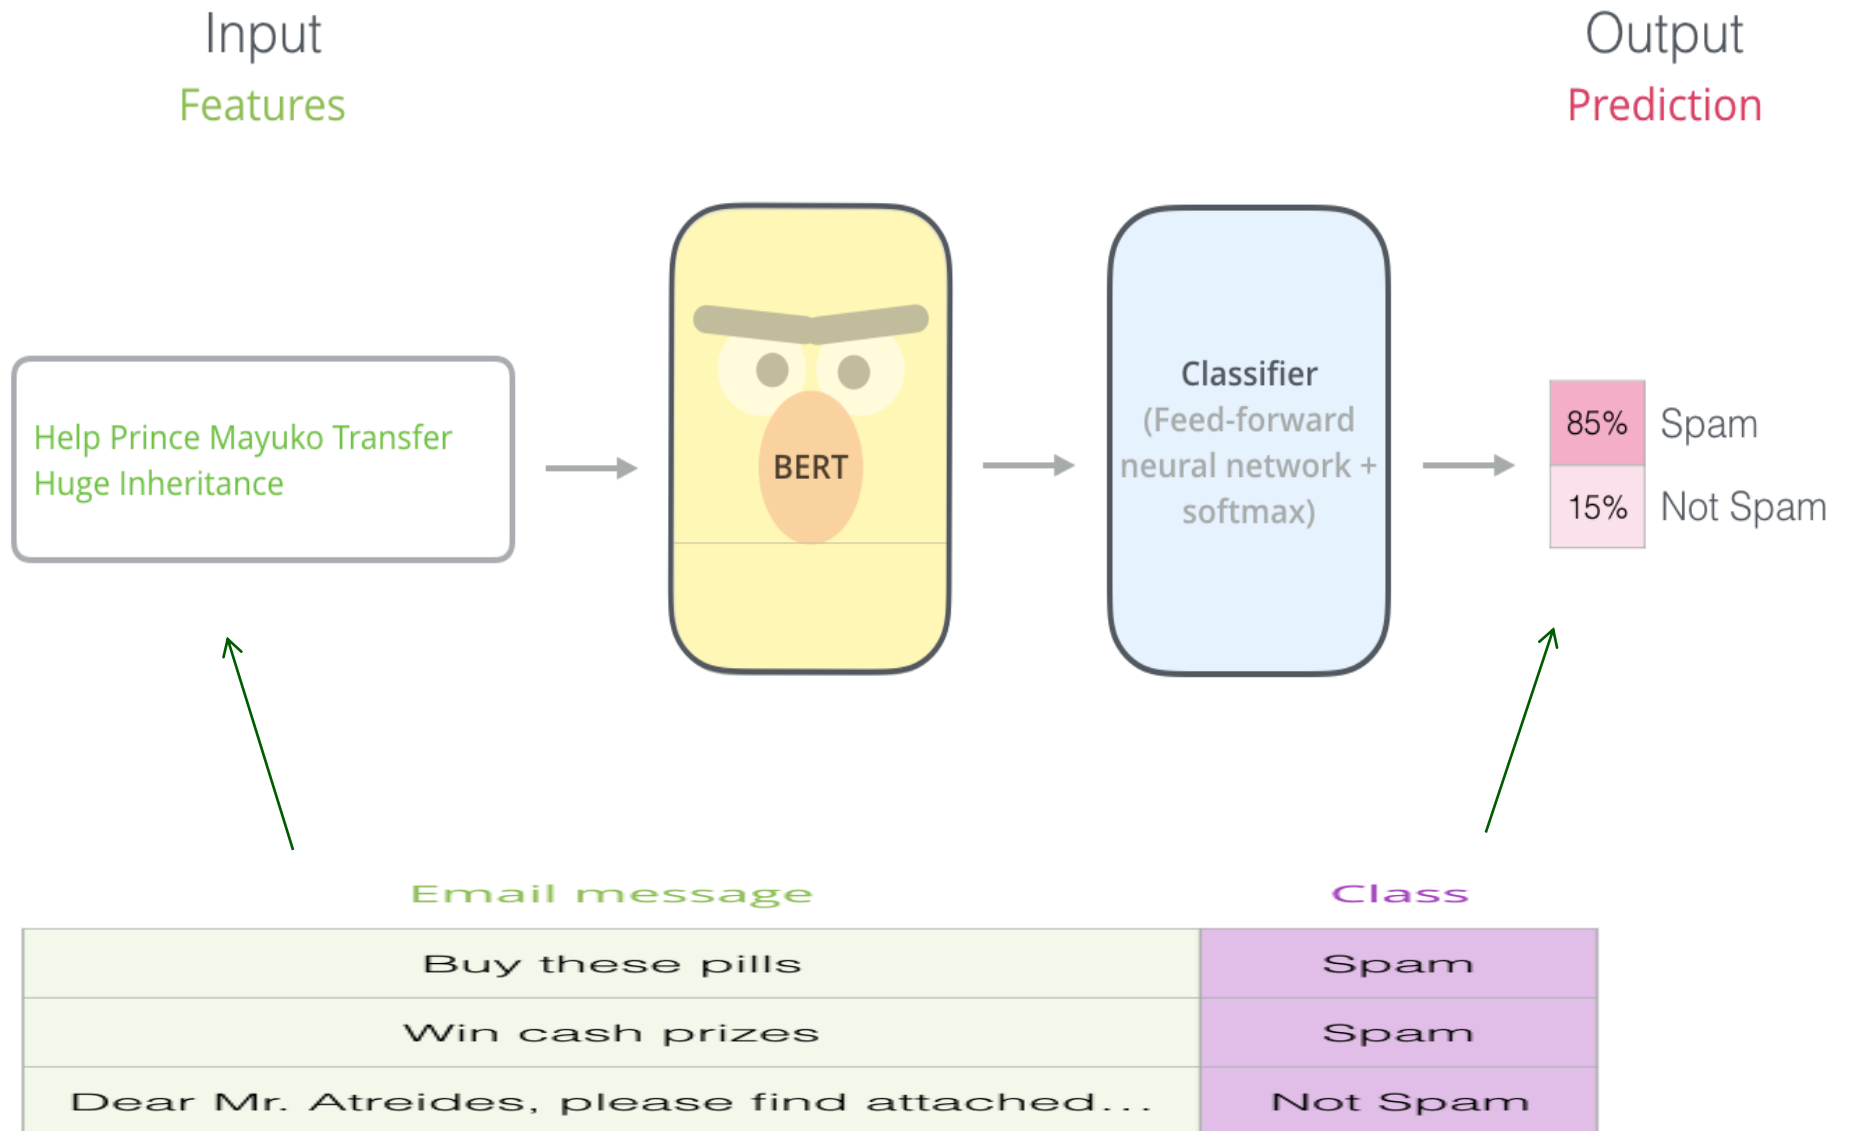 Input
Features
Output
Prediction
Help Prince Mayuko Transfer
Huge Inheritance
BERT
Classifier
(Feed-forward
neural network +
softmax)
85% Spam
15% Not Spam
Email message Class
Buy these pills Spam
Win cash prizes Spam
Dear Mr. Atreides, please find attached... Not Spam